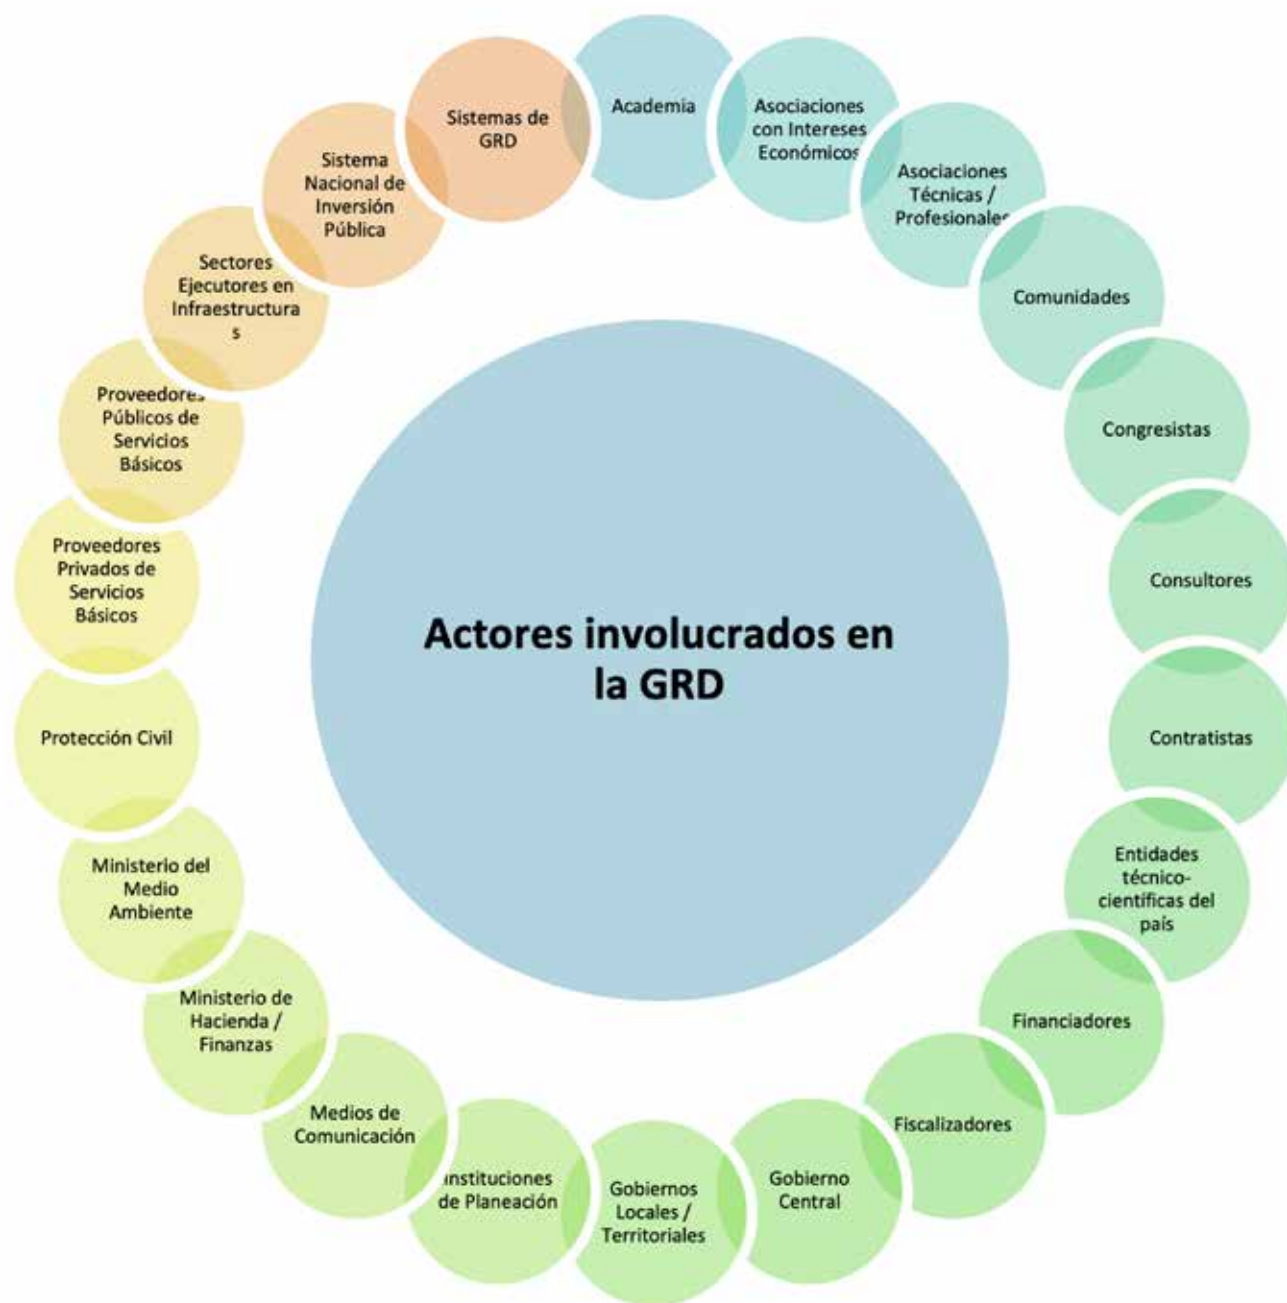 Actores involucrados en
la GRD
Academia
Asociaciones
con Intereses
Económicos
Asociaciones
Técnicas /
Profesionales
Comunidades
Congresistas
Consultores
Contratistas
Entidades
técnico-
científicas del
país
Financiadores
Fiscalizadores
Gobierno
Central
Gobiernos
Locales /
Territoriales
Instituciones
de Planeación
Medios de
Comunicación
Ministerio de
Hacienda /
Finanzas
Ministerio del
Medio
Ambiente
Protección Civil
Proveedores
Privados de
Servicios
Básicos
Proveedores
Públicos de
Servicios
Básicos
Sectores
Ejecutores en
Infraestructura
s
Sistema
Nacional de
Inversión
Pública
Sistemas de
GRD